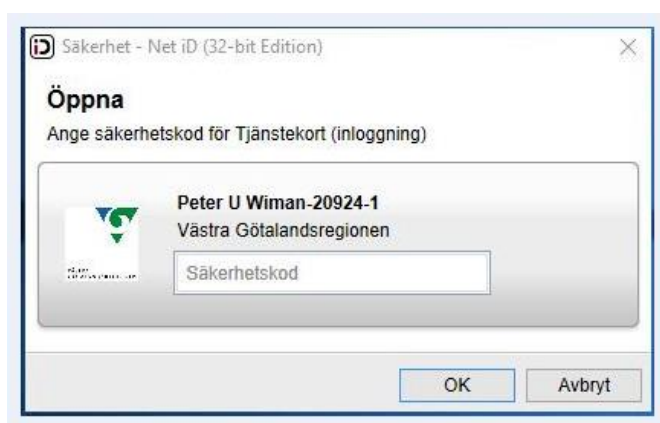 Säkerhet - Net iD (32-bit Edition)
Öppna
Ange säkerhetskod för Tjänstekort (inloggning)
Peter U Wiman-20924-1
Västra Götalandsregionen
Säkerhetskod
OK
Avbryt